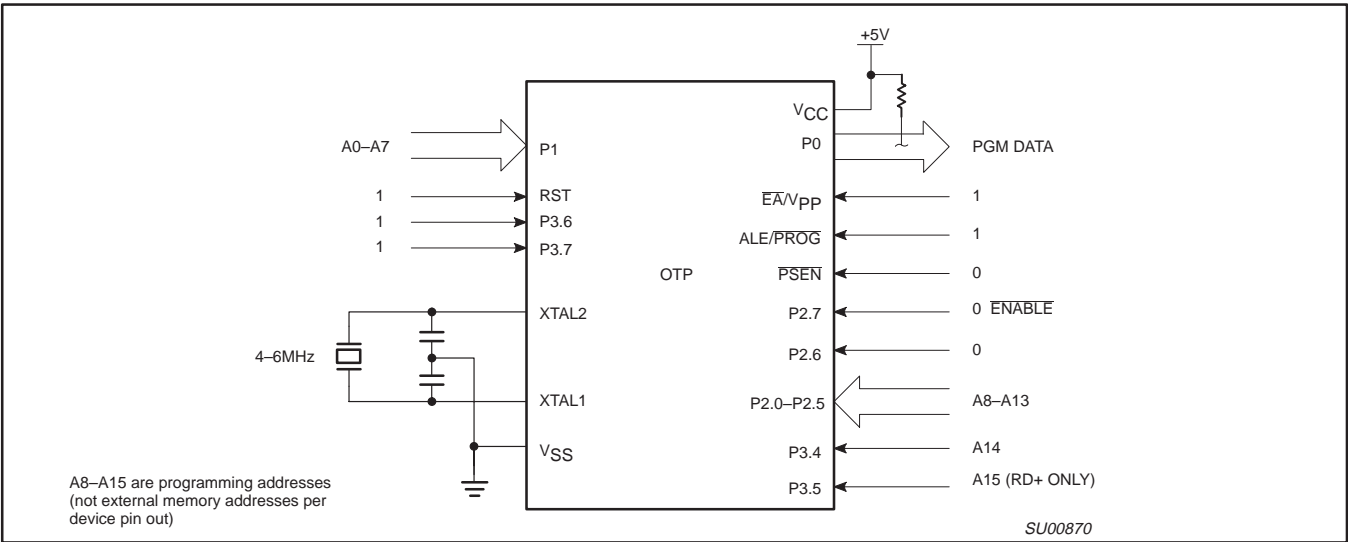 +5V
VCC
A0–A7
P1
P0
PGM DATA
1
RST
EA/VPP
1
1
P3.6
1
P3.7
ALE/PROG
1
OTP
PSEN
0
XTAL2
P2.7
0 ENABLE
4–6MHz
P2.6
0
XTAL1
P2.0–P2.5
A8–A13
VSS
P3.4
A14
P3.5
A15 (RD+ ONLY)
A8–A15 are programming addresses
(not external memory addresses per
device pin out)
SU00870